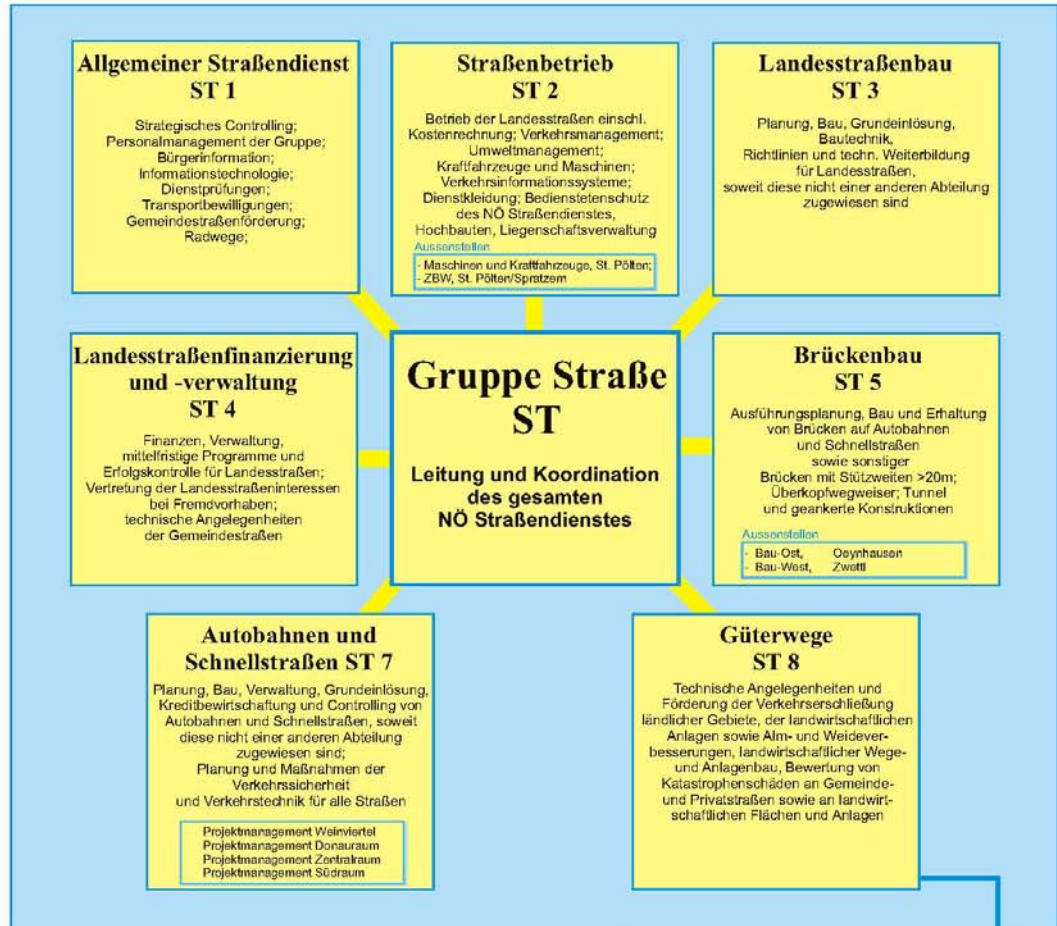 Allgemeiner Straßendienst
ST 1
Strategisches Controlling;
Personalmanagement der Gruppe;
Bürgerinformation;
Informationstechnologie;
Dienstprüfungen;
Transportbewilligungen;
Gemeindestraßenförderung;
Radwege;
Straßenbetrieb
ST 2
Betrieb der Landesstraßen einschl.
Kostenrechnung; Verkehrsmanagement;
Umweltmanagement;
Kraftfahrzeuge und Maschinen;
Verkehrsinformationssysteme;
Dienstkleidung; Bedienstetenschutz
des NÖ Straßendienstes,
Hochbauten, Liegenschaftsverwaltung
Aussenstellen
- Maschinen und Kraftfahrzeuge, St. Pölten;
- ZBW, St. Pölten/Spratzern
Landesstraßenbau
ST 3
Planung, Bau, Grundeinlösung,
Bautechnik,
Richtlinien und techn. Weiterbildung
für Landesstraßen,
soweit diese nicht einer anderen Abteilung
zugewiesen sind
Landesstraßenfinanzierung
und -verwaltung
ST 4
Finanzen, Verwaltung,
mittelfristige Programme und
Erfolgskontrolle für Landesstraßen;
Vertretung der Landesstraßeninteressen
bei Fremdvorhaben;
technische Angelegenheiten
der Gemeindestraßen
Gruppe Straße
ST
Leitung und Koordination
des gesamten
NÖ Straßendienstes
Brückenbau
ST 5
Ausführungsplanung, Bau und Erhaltung
von Brücken auf Autobahnen
und Schnellstraßen
sowie sonstiger
Brücken mit Stützweiten >20m;
Überkopfwegweiser; Tunnel
und geankerte Konstruktionen
Aussenstellen
- Bau-Ost, Oeynhausen
- Bau-West, Zwettl
Autobahnen und
Schnellstraßen ST 7
Planung, Bau, Verwaltung, Grundeinlösung,
Kreditbewirtschaftung und Controlling von
Autobahnen und Schnellstraßen, soweit
diese nicht einer anderen Abteilung
zugewiesen sind;
Planung und Maßnahmen der
Verkehrssicherheit
und Verkehrstechnik für alle Straßen
Projektmanagement Weinviertel
Projektmanagement Donauraum
Projektmanagement Zentralraum
Projektmanagement Südraum
Güterwege
ST 8
Technische Angelegenheiten und
Förderung der Verkehrserschließung
ländlicher Gebiete, der landwirtschaftlichen
Anlagen sowie Alm- und Weidever-
besserungen, landwirtschaftlicher Wege-
und Anlagenbau, Bewertung von
Katastrophenschäden an Gemeinde-
und Privatstraßen sowie an landwirt-
schaftlichen Flächen und Anlagen